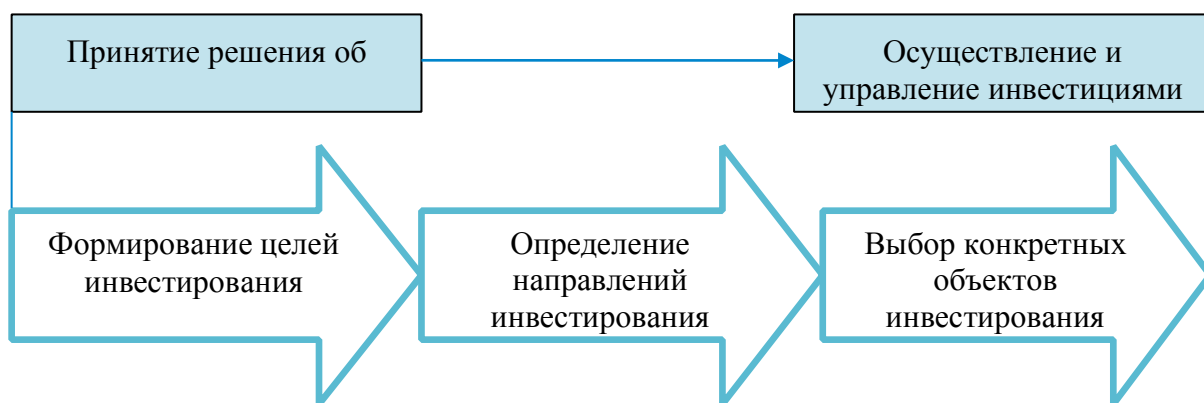 Принятие решения об
Осуществление и
управление инвестициями
Формирование целей
инвестирования
Определение
направлений
инвестирования
Выбор конкретных
объектов
инвестирования